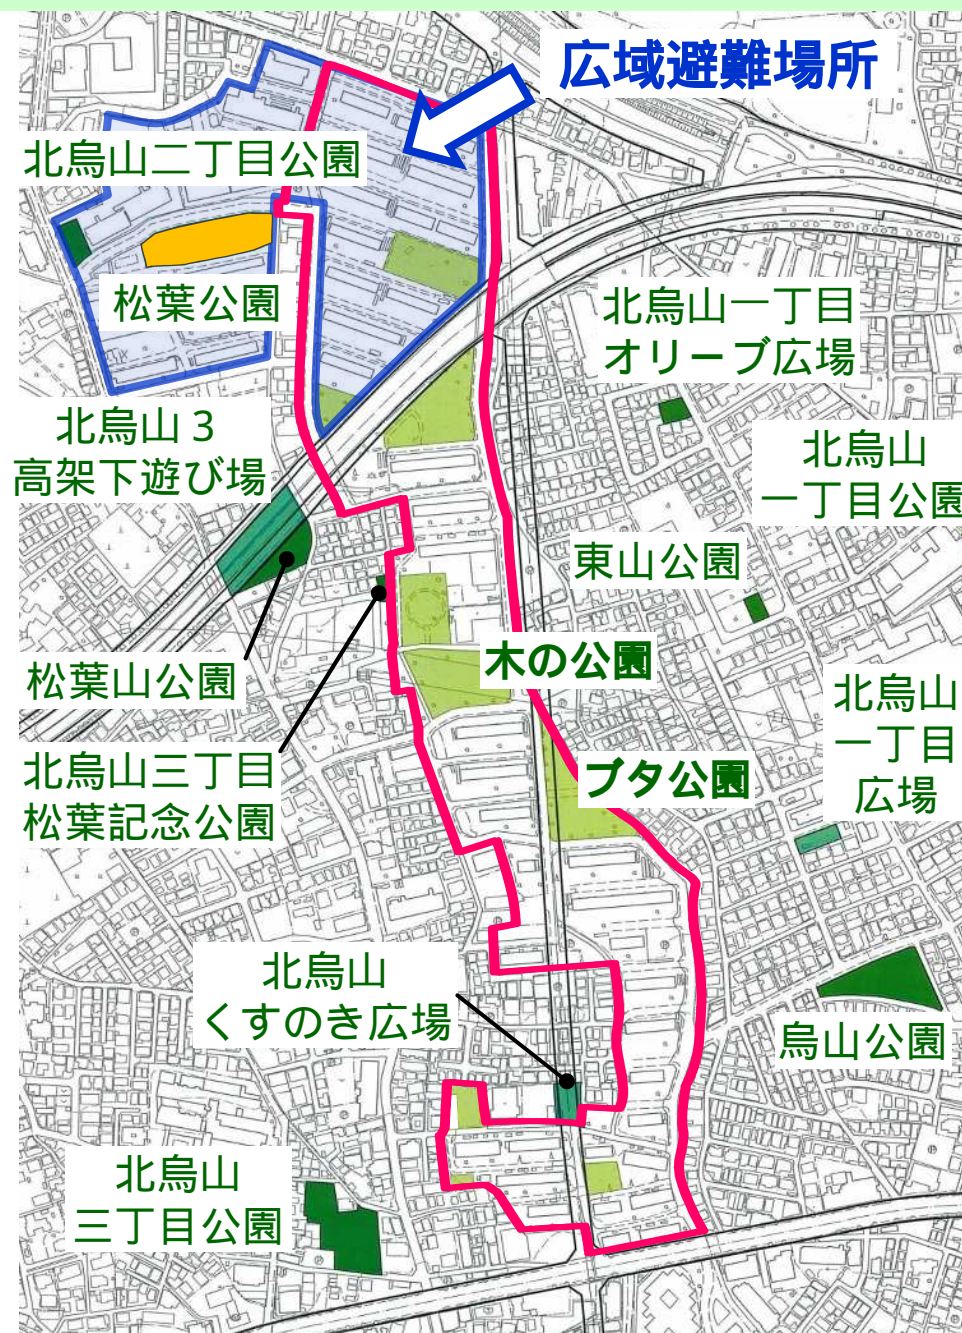 広域避難場所
北烏山二丁目公園
松葉公園
北烏山一丁目
オリーブ広場
北烏山３
高架下遊び場
北烏山
一丁目公園
東山公園
木の公園
松葉山公園
北烏山
一丁目
広場
北烏山三丁目
松葉記念公園
ブタ公園
北烏山
くすのき広場
烏山公園
北烏山
三丁目公園